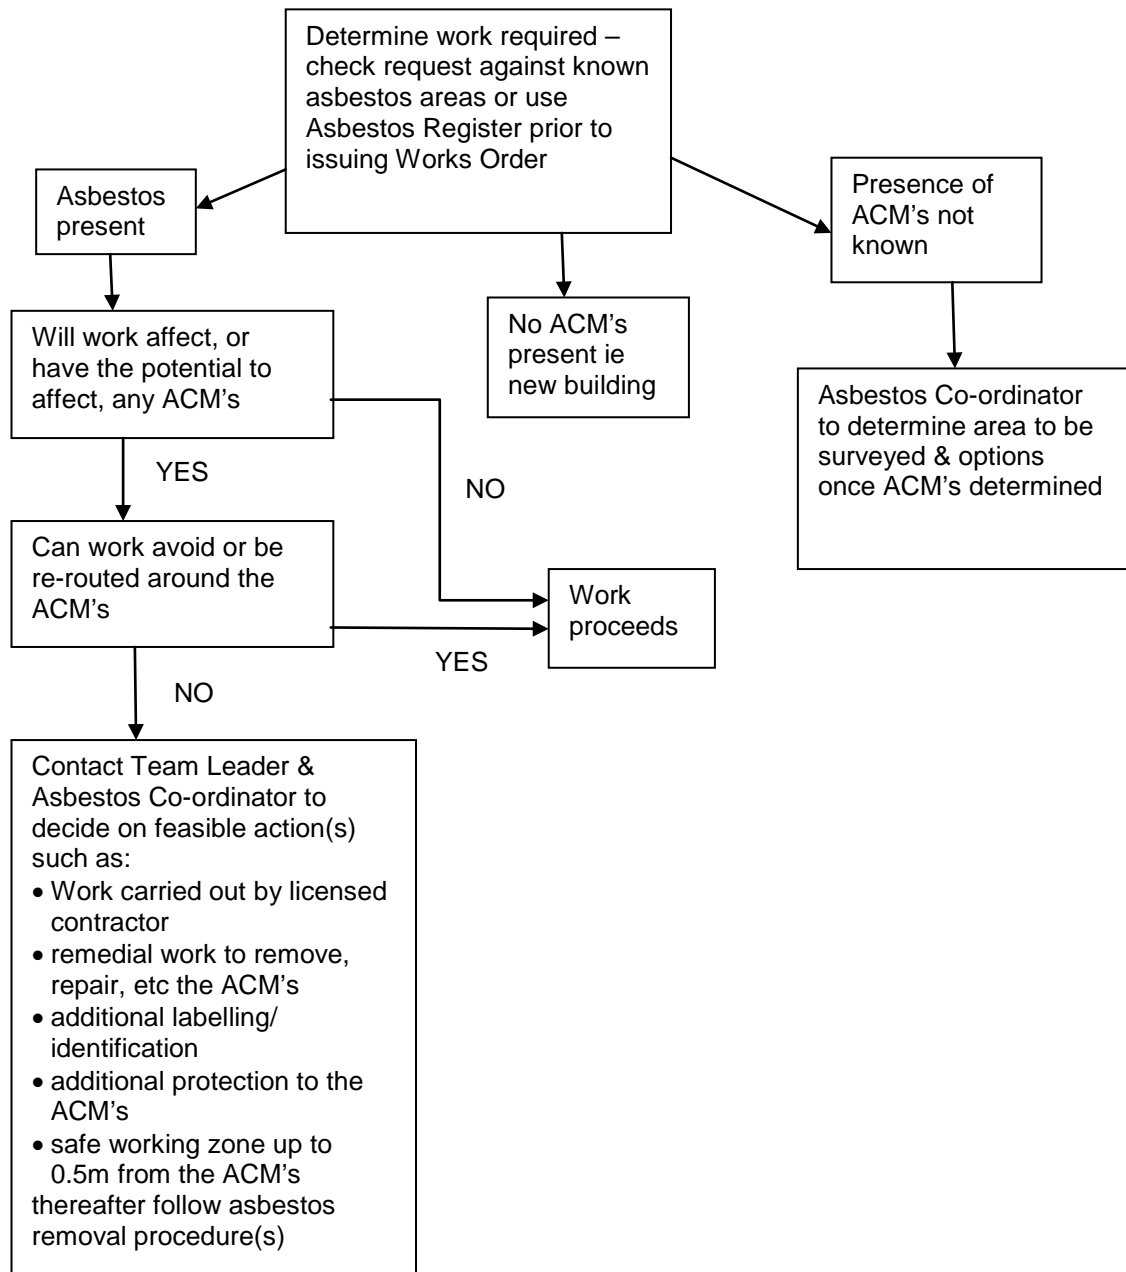 Determine work required –
check request against known
asbestos areas or use
Asbestos Register prior to
issuing Works Order
Asbestos
present
Presence of
ACM's not
known
No ACM's
present ie
new building
Will work affect, or
have the potential to
affect, any ACM's
Asbestos Co-ordinator
to determine area to be
surveyed & options
once ACM's determined
YES
NO
Can work avoid or be
re-routed around the
ACM's
Work
proceeds
YES
NO
Contact Team Leader &
Asbestos Co-ordinator to
decide on feasible action(s)
such as:
• Work carried out by licensed
contractor
• remedial work to remove,
repair, etc the ACM's
• additional labelling/
identification
• additional protection to the
ACM's
• safe working zone up to
0.5m from the ACM's
thereafter follow asbestos
removal procedure(s)